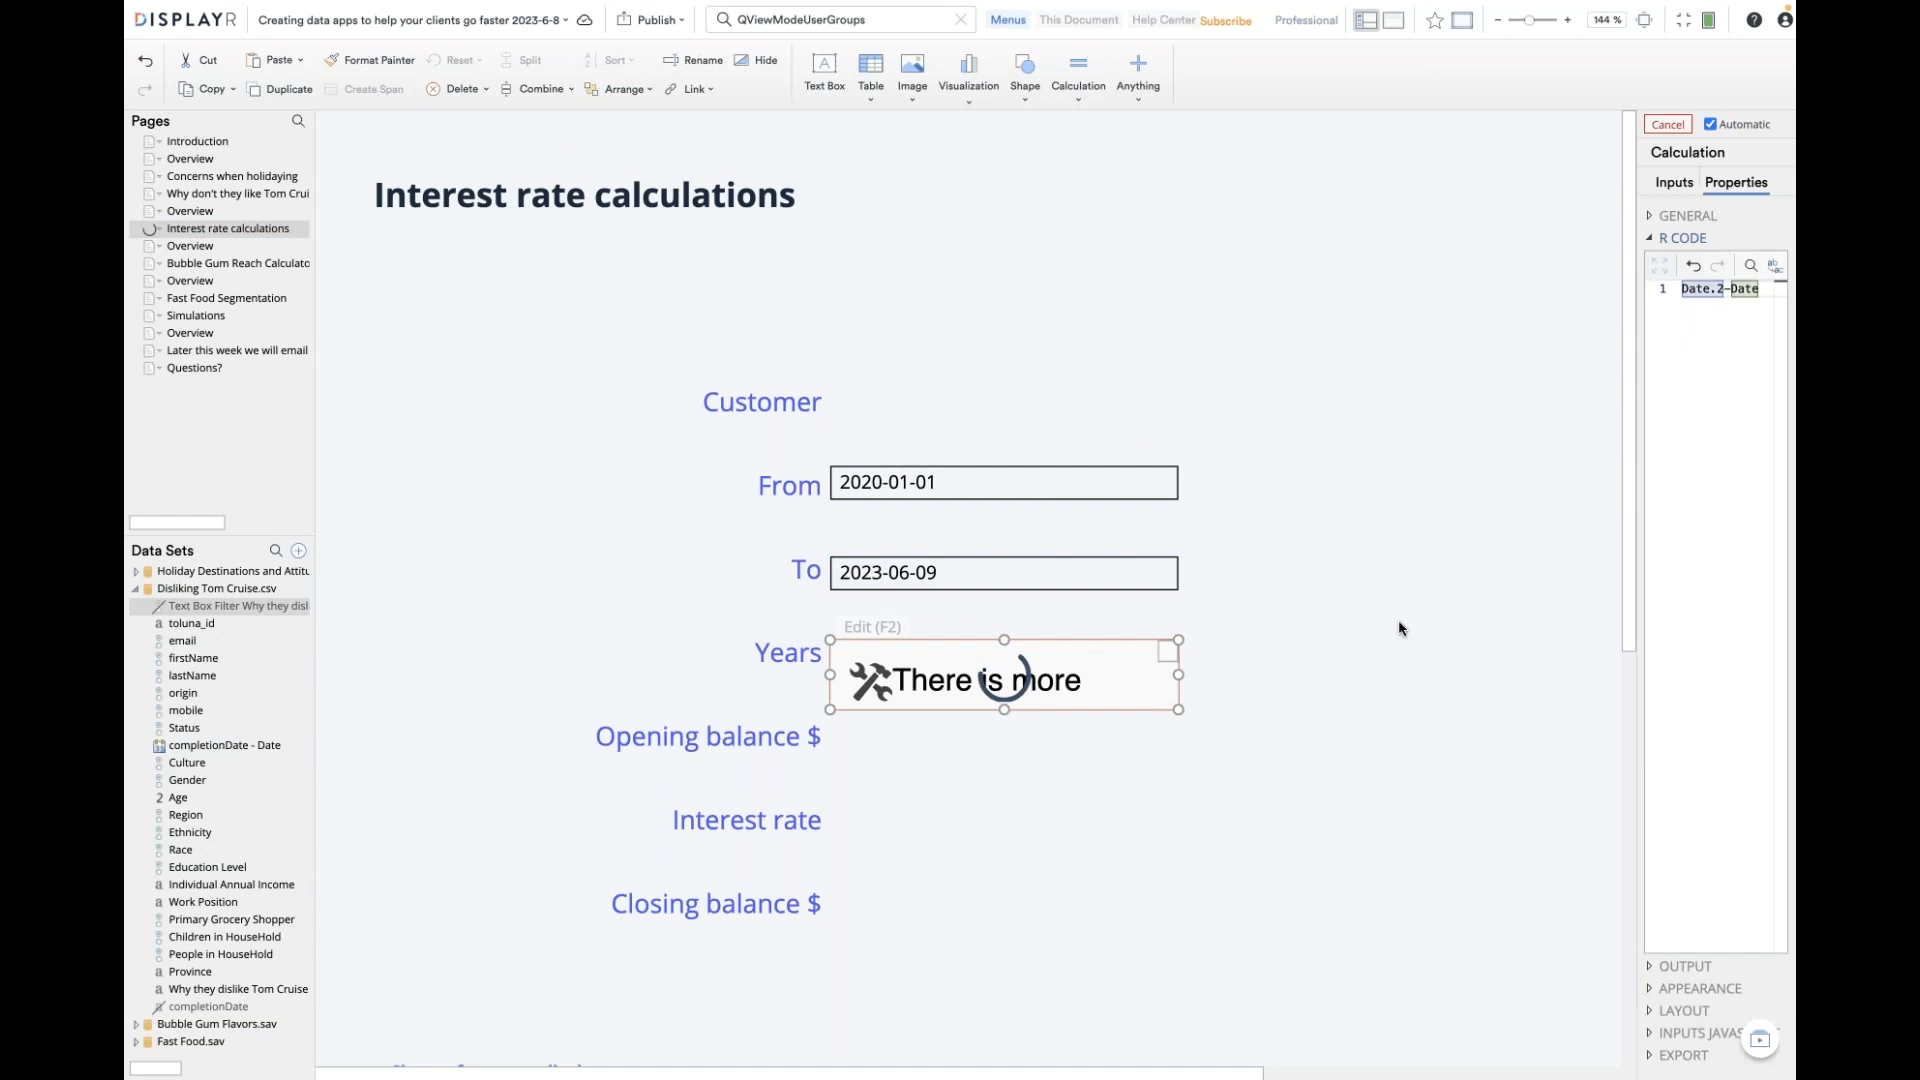 DISPLAYR
Creating data apps to help your clients go faster 2023-6-8
Publish
QViewModeUserGroups
Menus
This Document
Help Center
Subscribe
Professional
144 %
Cut
Paste
Format Painter
Reset
Split
Sort
Rename
Hide
Copy
Duplicate
Create Span
Delete
Combine
Arrange
Link
Text Box
Table
Image
Visualization
Shape
Calculation
Anything
Pages
Introduction
Overview
Concerns when holidaying
Why don't they like Tom Crui
Overview
Interest rate calculations
Overview
Bubble Gum Reach Calculato
Overview
Fast Food Segmentation
Simulations
Overview
Later this week we will email
Questions?
Data Sets
Holiday Destinations and Attitu
Disliking Tom Cruise.csv
Text Box Filter Why they disl
toluna_id
email
firstName
lastName
origin
mobile
Status
completionDate - Date
Culture
Gender
Age
Region
Ethnicity
Race
Education Level
Individual Annual Income
Work Position
Primary Grocery Shopper
Children in HouseHold
People in HouseHold
Province
Why they dislike Tom Cruise
completionDate
Bubble Gum Flavors.sav
Fast Food.sav
Interest rate calculations
Customer
From
2020-01-01
To
2023-06-09
Edit (F2)
Years
There is more
Opening balance $
Interest rate
Closing balance $
Cancel
Automatic
Calculation
Inputs
Properties
GENERAL
R CODE
1 Date.2-Date
OUTPUT
APPEARANCE
LAYOUT
INPUTS JAVAS
EXPORT